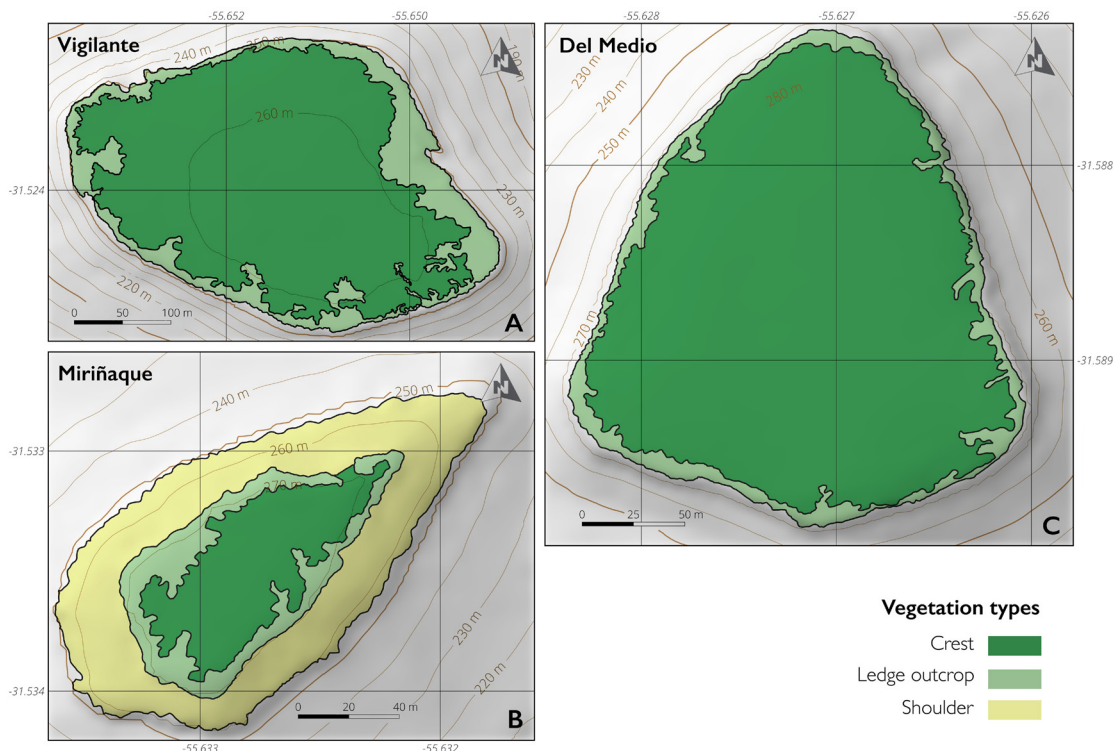 -55.652
-55.650
Vigilante
240 m
250 m
190 m
N
260 m
-31.524
230 m
220 m
0 50 100 m
A
-55.628
-55.627
-55.626
Del Medio
230 m
240 m
250 m
280 m
N
-31.588
270 m
260 m
-31.589
0 25 50 m
C
Miriñaque
240 m
250 m
N
-31.533
260 m
270 m
230 m
220 m
-31.534
0 20 40 m
B
-55.633
-55.632
Vegetation types
Crest
Ledge outcrop
Shoulder